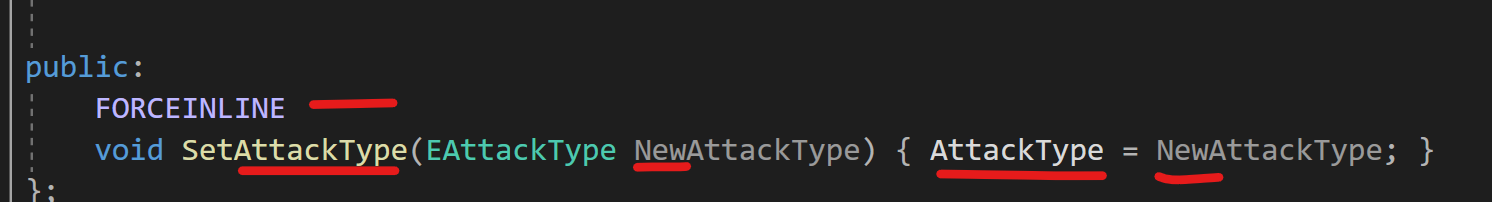 public:
FORCEINLINE
void SetAttackType(EAttackType NewAttackType) { AttackType = NewAttackType; }
};